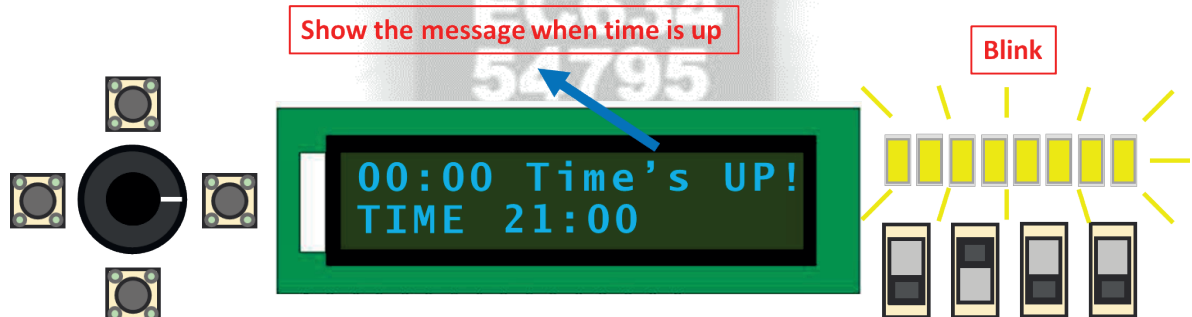 Show the message when time is up
54795
Blink
00:00 Time’s UP!
TIME 21:00